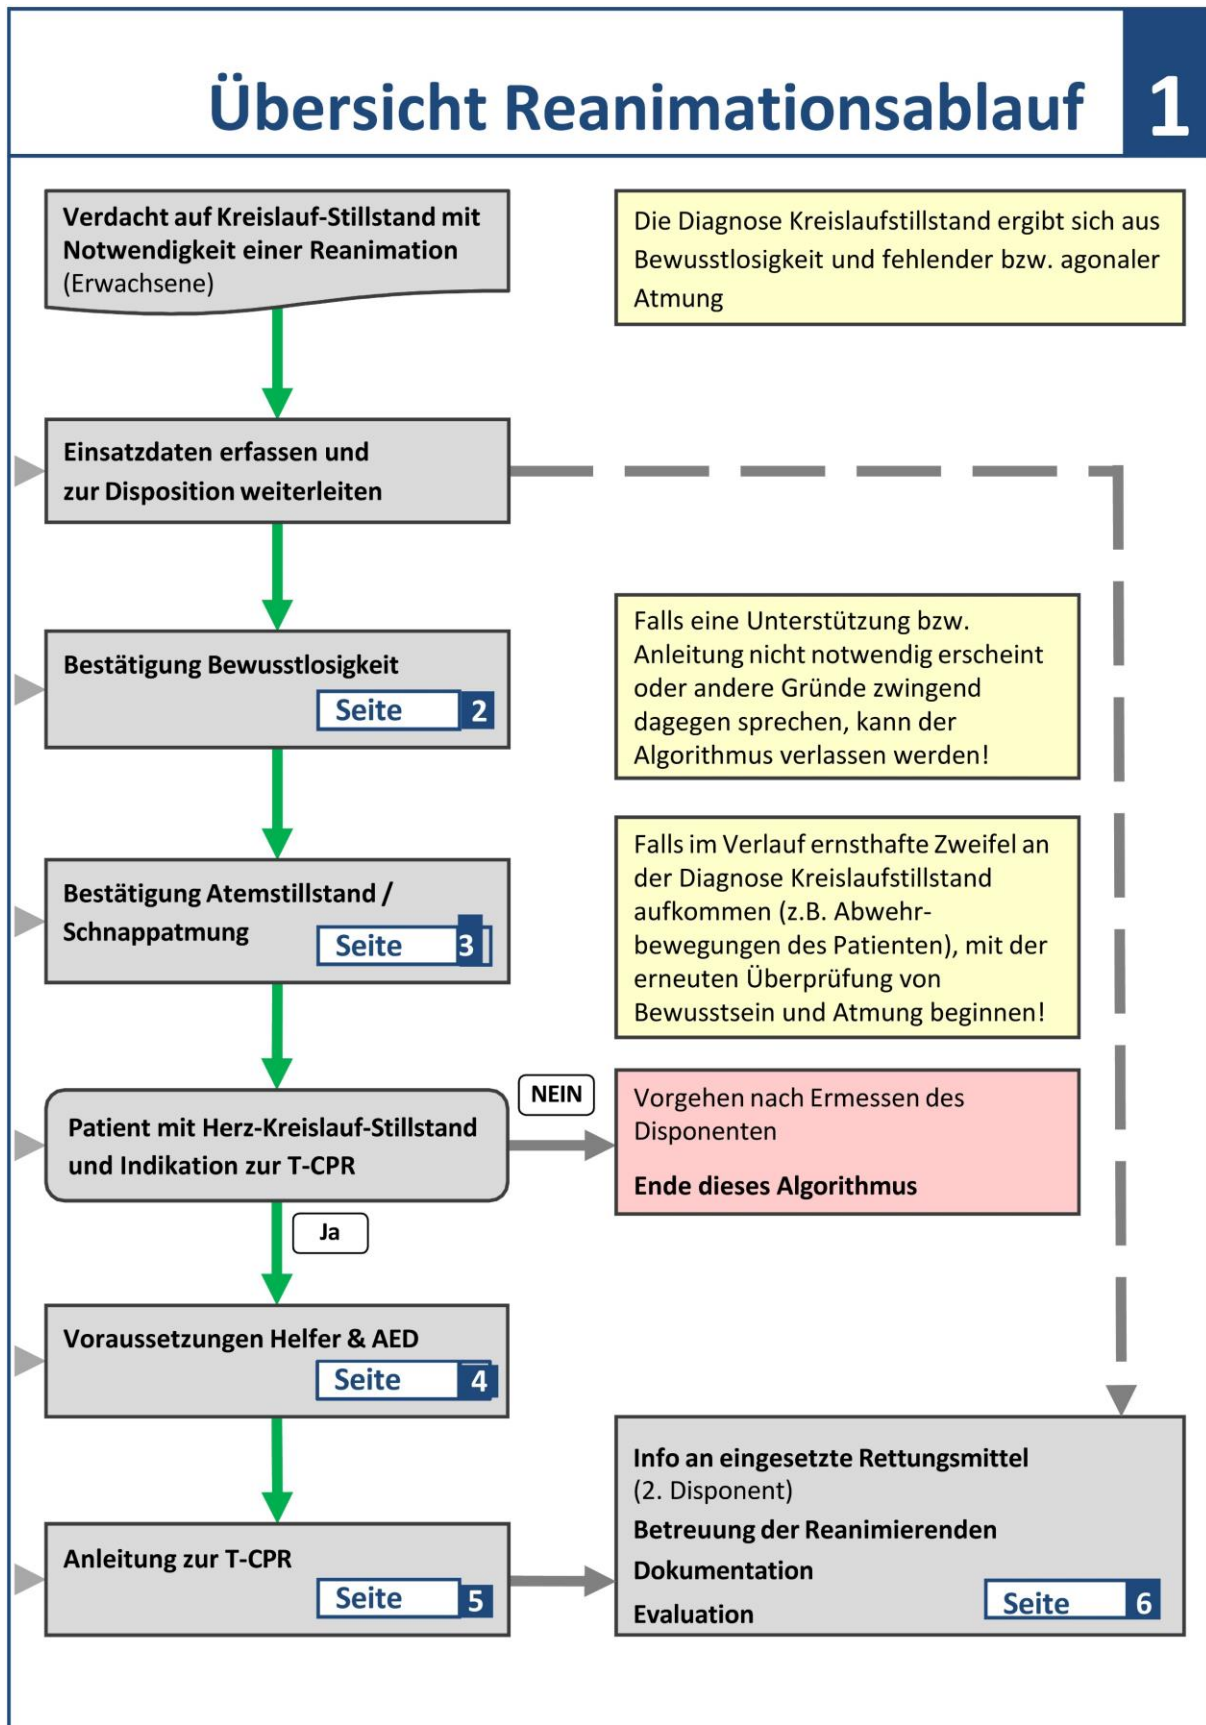 Übersicht Reanimationsablauf
1
Verdacht auf Kreislauf-Stillstand mit
Notwendigkeit einer Reanimation
(Erwachsene)
Die Diagnose Kreislaufstillstand ergibt sich aus
Bewusstlosigkeit und fehlender bzw. agonaler
Atmung
Einsatzdaten erfassen und
zur Disposition weiterleiten
Bestätigung Bewusstlosigkeit
Seite 2
Falls eine Unterstützung bzw.
Anleitung nicht notwendig erscheint
oder andere Gründe zwingend
dagegen sprechen, kann der
Algorithmus verlassen werden!
Bestätigung Atemstillstand /
Schnappatmung
Seite 3
Falls im Verlauf ernsthafte Zweifel an
der Diagnose Kreislaufstillstand
aufkommen (z.B. Abwehr-
bewegungen des Patienten), mit der
erneuten Überprüfung von
Bewusstsein und Atmung beginnen!
Patient mit Herz-Kreislauf-Stillstand
und Indikation zur T-CPR
NEIN
Vorgehen nach Ermessen des
Disponenten
Ende dieses Algorithmus
Ja
Voraussetzungen Helfer & AED
Seite 4
Anleitung zur T-CPR
Seite 5
Info an eingesetzte Rettungsmittel
(2. Disponent)
Betreuung der Reanimierenden
Dokumentation
Evaluation
Seite 6